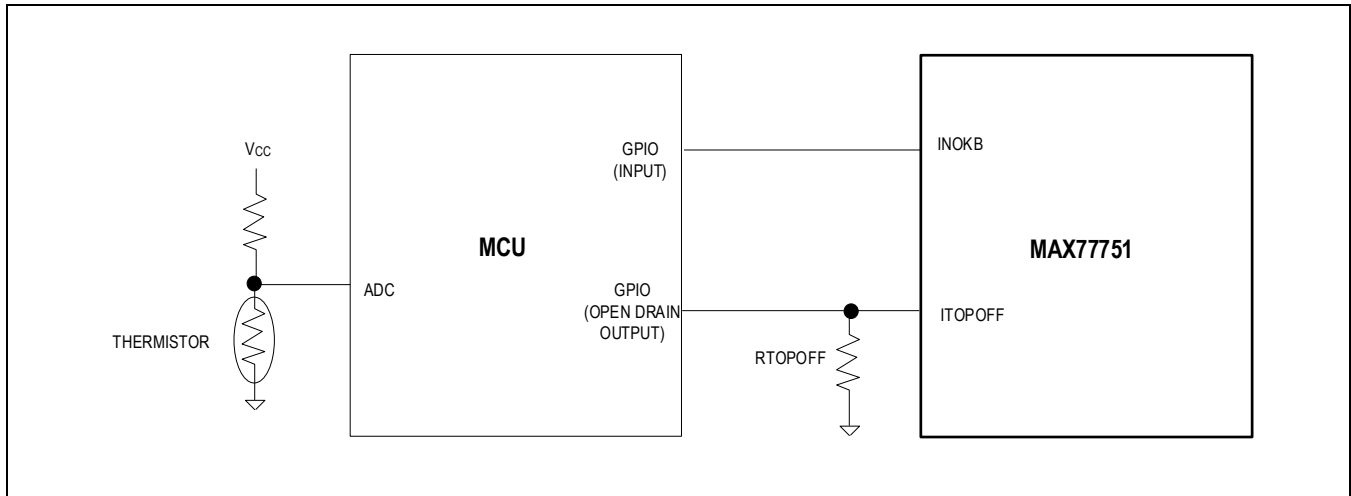 VCC
THERMISTOR
ADC
MCU
GPIO
(INPUT)
GPIO
(OPEN DRAIN
OUTPUT)
RTOPOFF
INOKB
MAX77751
ITOPOFF